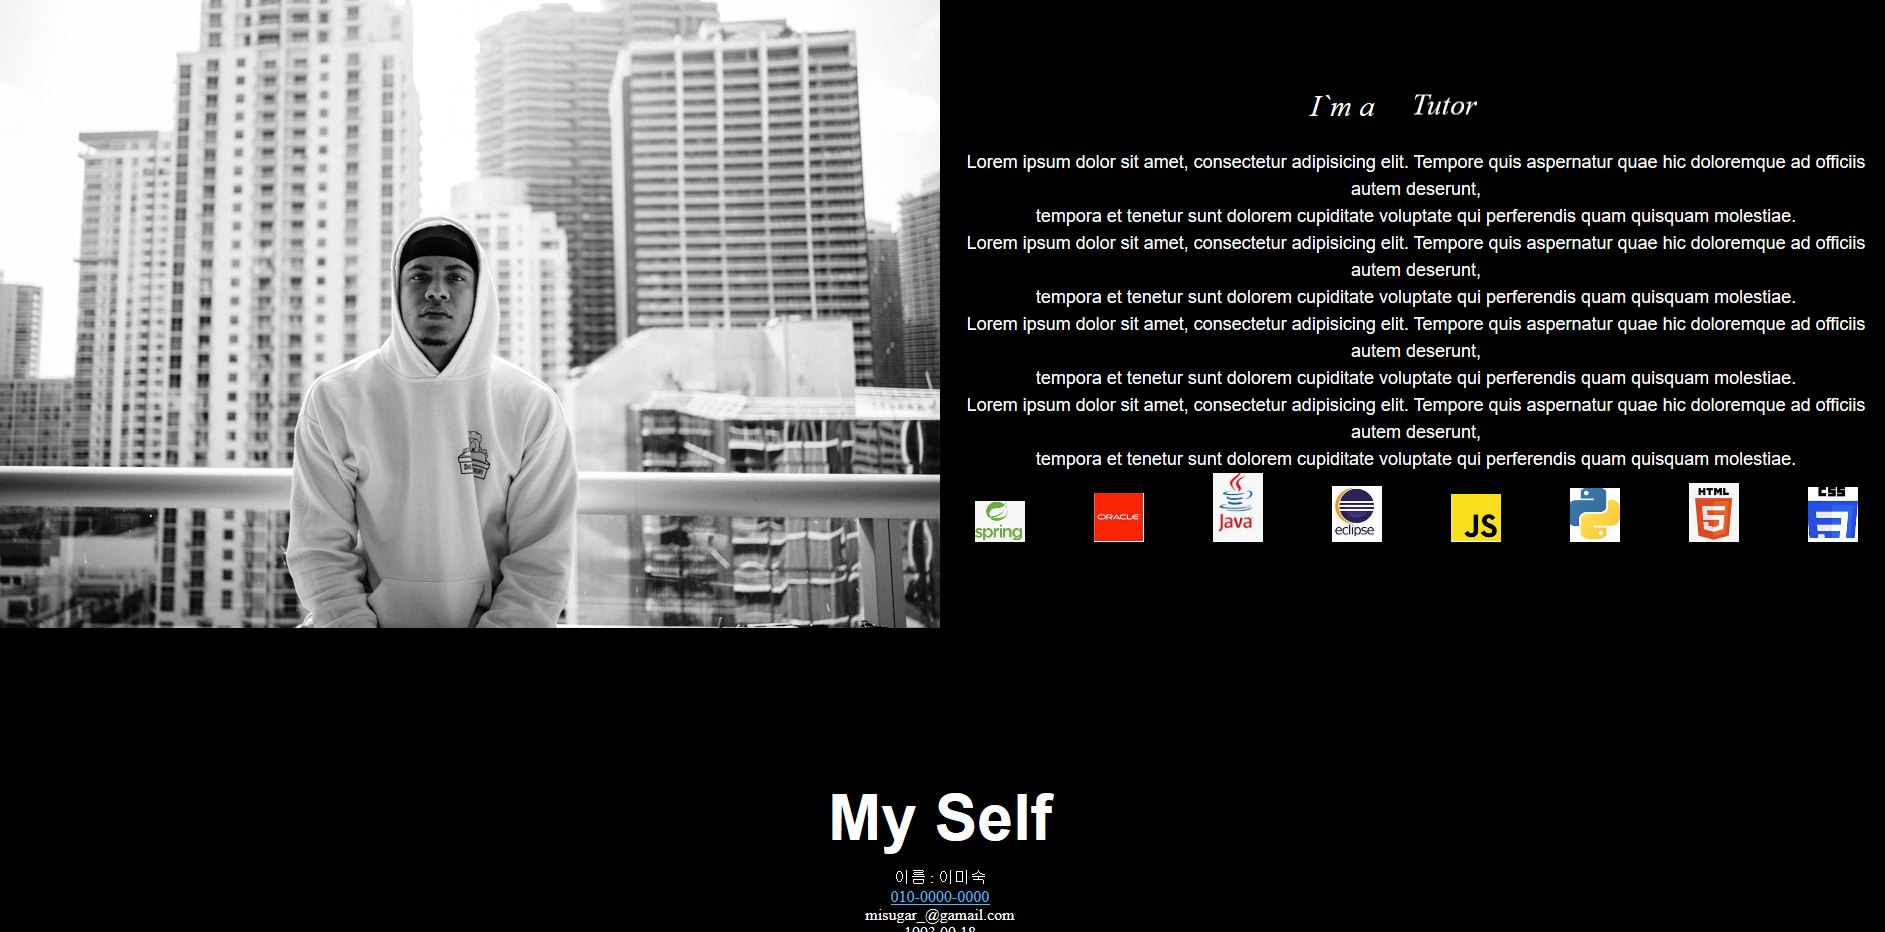 I`m a Tutor
Lorem ipsum dolor sit amet, consectetur adipisicing elit. Tempore quis aspernatur quae hic doloremque ad officiis
autem deserunt,
tempora et tenetur sunt dolorem cupiditate voluptate qui perferendis quam quisquam molestiae.
Lorem ipsum dolor sit amet, consectetur adipisicing elit. Tempore quis aspernatur quae hic doloremque ad officiis
autem deserunt,
tempora et tenetur sunt dolorem cupiditate voluptate qui perferendis quam quisquam molestiae.
Lorem ipsum dolor sit amet, consectetur adipisicing elit. Tempore quis aspernatur quae hic doloremque ad officiis
autem deserunt,
tempora et tenetur sunt dolorem cupiditate voluptate qui perferendis quam quisquam molestiae.
Lorem ipsum dolor sit amet, consectetur adipisicing elit. Tempore quis aspernatur quae hic doloremque ad officiis
autem deserunt,
tempora et tenetur sunt dolorem cupiditate voluptate qui perferendis quam quisquam molestiae.
spring
ORACLE
Java
eclipse
JS
HTML
5
CSS
3
My Self
이름 : 이미숙
010-0000-0000
misugar_@gamail.com